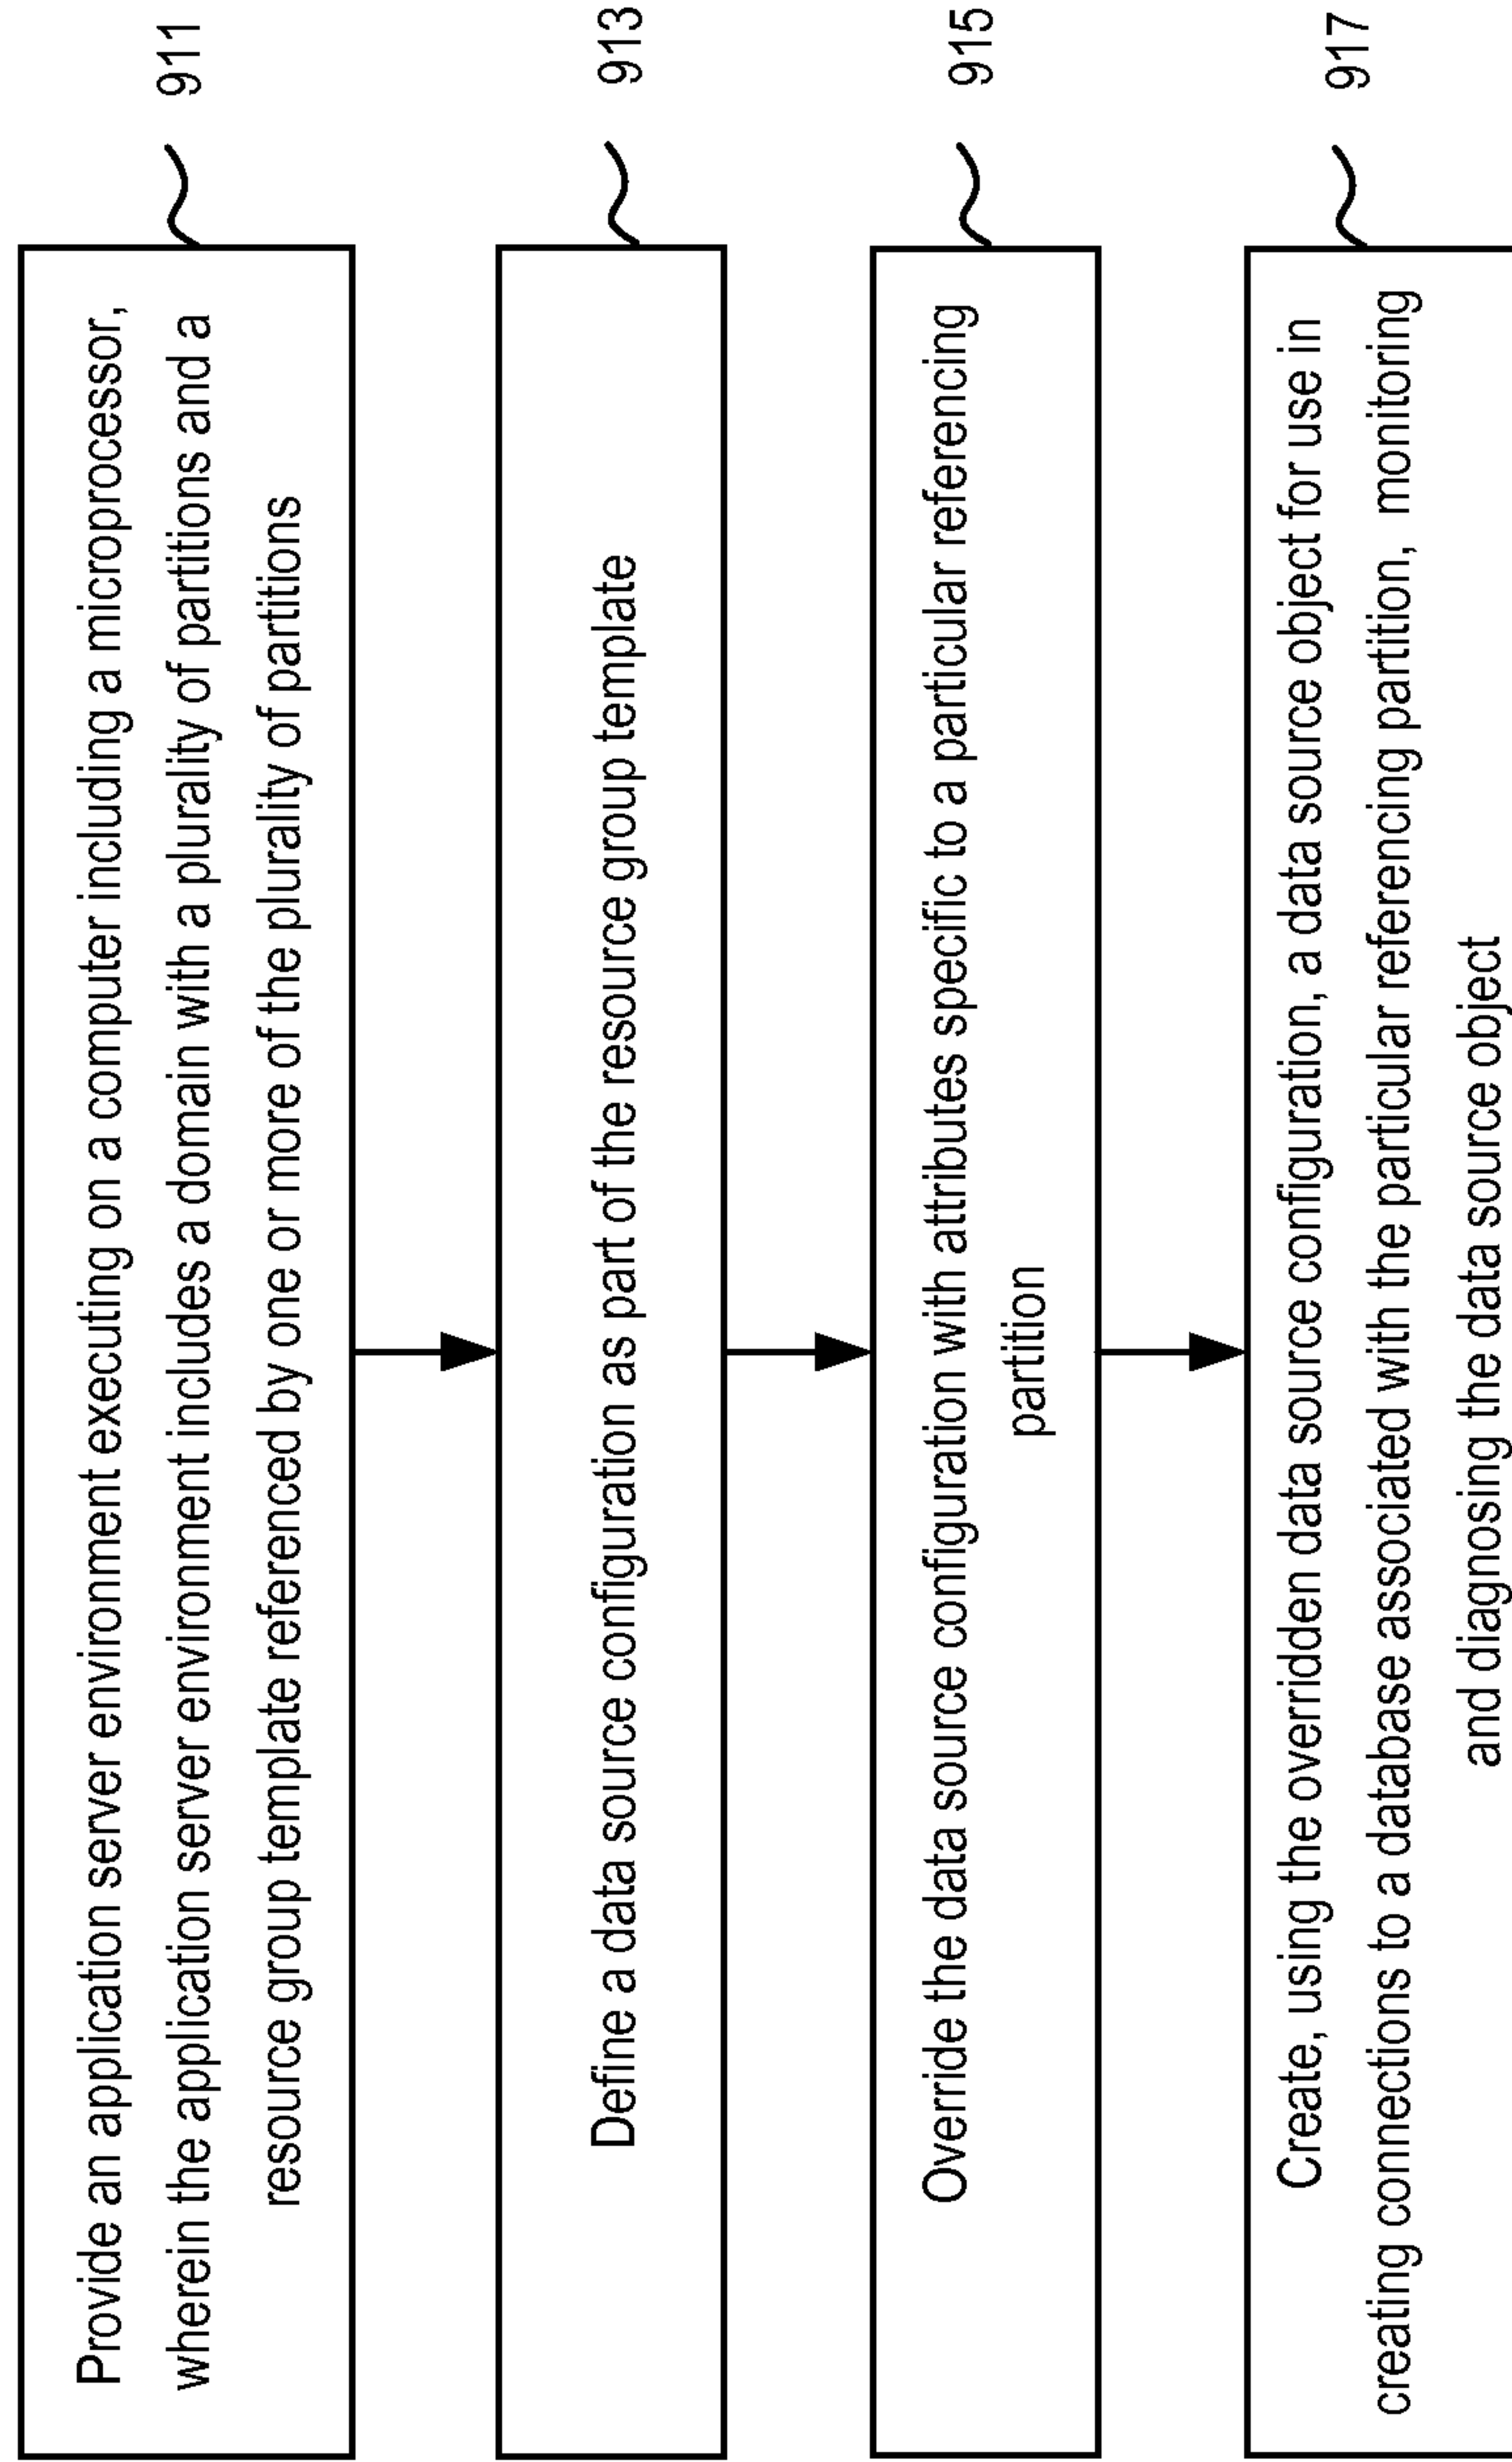 Provide an application server environment executing on a computer including a microprocessor,
wherein the application server environment includes a domain with a plurality of partitions and a
resource group template referenced by one or more of the plurality of partitions
911
Define a data source configuration as part of the resource group template
913
Override the data source configuration with attributes specific to a particular referencing
partition
915
Create, using the overridden data source configuration, a data source object for use in
creating connections to a database associated with the particular referencing partition, monitoring
and diagnosing the data source object
917